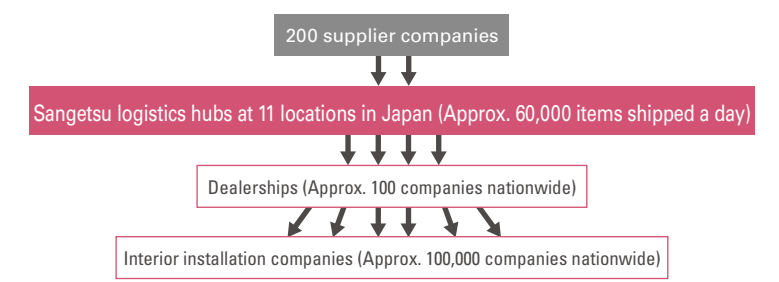 200 supplier companies
Sangetsu logistics hubs at 11 locations in Japan (Approx. 60,000 items shipped a day)
Dealerships (Approx. 100 companies nationwide)
Interior installation companies (Approx. 100,000 companies nationwide)